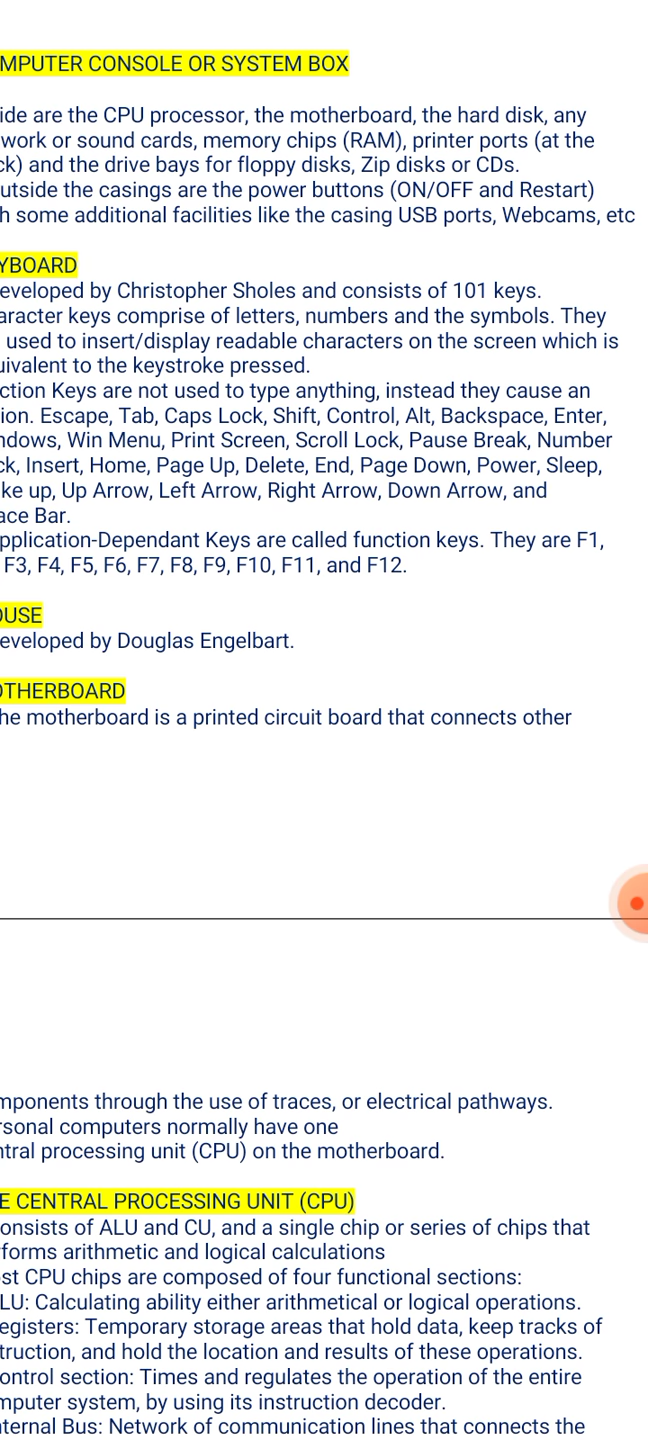 MPUTER CONSOLE OR SYSTEM BOX
ide are the CPU processor, the motherboard, the hard disk, any
work or sound cards, memory chips (RAM), printer ports (at the
ck) and the drive bays for floppy disks, Zip disks or CDs.
utside the casings are the power buttons (ON/OFF and Restart)
h some additional facilities like the casing USB ports, Webcams, etc
YBOARD
eveloped by Christopher Sholes and consists of 101 keys.
aracter keys comprise of letters, numbers and the symbols. They
used to insert/display readable characters on the screen which is
uivalent to the keystroke pressed.
ction Keys are not used to type anything, instead they cause an
ion. Escape, Tab, Caps Lock, Shift, Control, Alt, Backspace, Enter,
ndows, Win Menu, Print Screen, Scroll Lock, Pause Break, Number
ck, Insert, Home, Page Up, Delete, End, Page Down, Power, Sleep,
ke up, Up Arrow, Left Arrow, Right Arrow, Down Arrow, and
ace Bar.
pplication-Dependant Keys are called function keys. They are F1,
F3, F4, F5, F6, F7, F8, F9, F10, F11, and F12.
OUSE
eveloped by Douglas Engelbart.
OTHERBOARD
he motherboard is a printed circuit board that connects other
mponents through the use of traces, or electrical pathways.
rsonal computers normally have one
ntral processing unit (CPU) on the motherboard.
E CENTRAL PROCESSING UNIT (CPU)
onsists of ALU and CU, and a single chip or series of chips that
rforms arithmetic and logical calculations
st CPU chips are composed of four functional sections:
LU: Calculating ability either arithmetical or logical operations.
egisters: Temporary storage areas that hold data, keep tracks of
truction, and hold the location and results of these operations.
ontrol section: Times and regulates the operation of the entire
mputer system, by using its instruction decoder.
nternal Bus: Network of communication lines that connects the